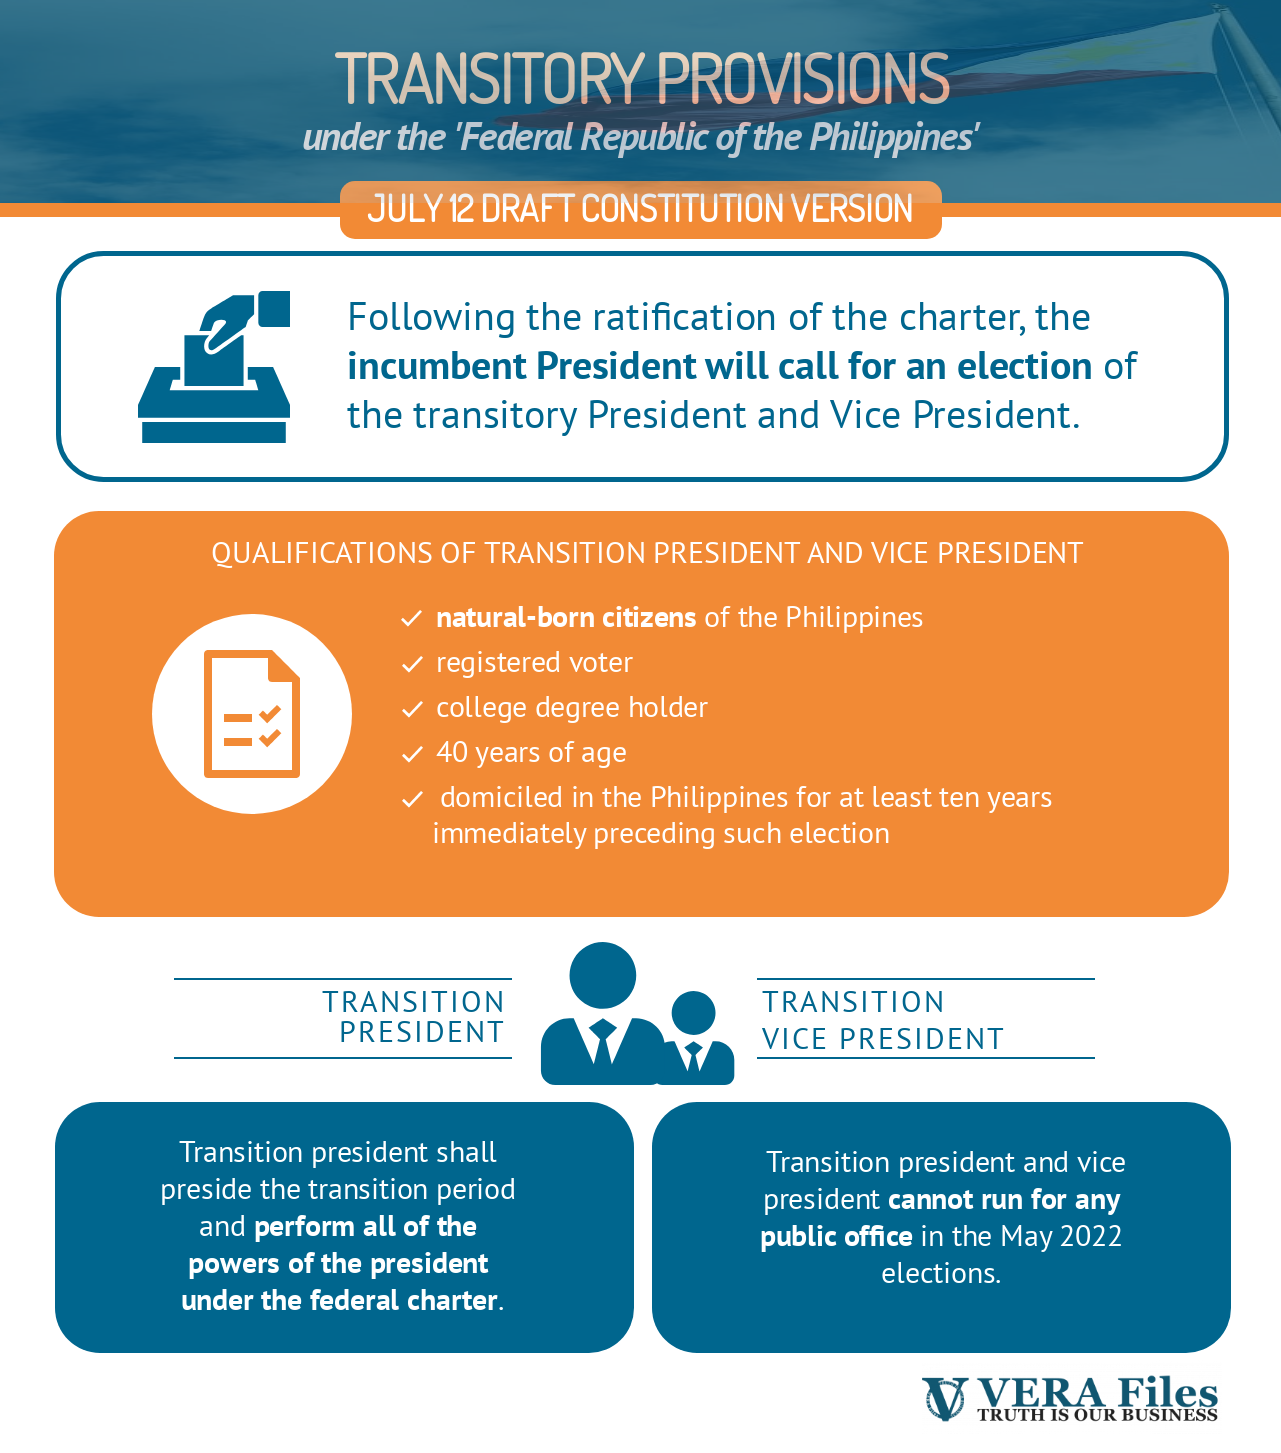 TRANSITORY PROVISIONS
under the 'Federal Republic of the Philippines'
JULY 12 DRAFT CONSTITUTION VERSION
Following the ratification of the charter, the
incumbent President will call for an election of
the transitory President and Vice President.
QUALIFICATIONS OF TRANSITION PRESIDENT AND VICE PRESIDENT
natural-born citizens of the Philippines
registered voter
college degree holder
40 years of age
domiciled in the Philippines for at least ten years
immediately preceding such election
TRANSITION
PRESIDENT
TRANSITION
VICE PRESIDENT
Transition president shall
preside the transition period
and perform all of the
powers of the president
under the federal charter.
Transition president and vice
president cannot run for any
public office in the May 2022
elections.
VERA Files
TRUTH IS OUR BUSINESS